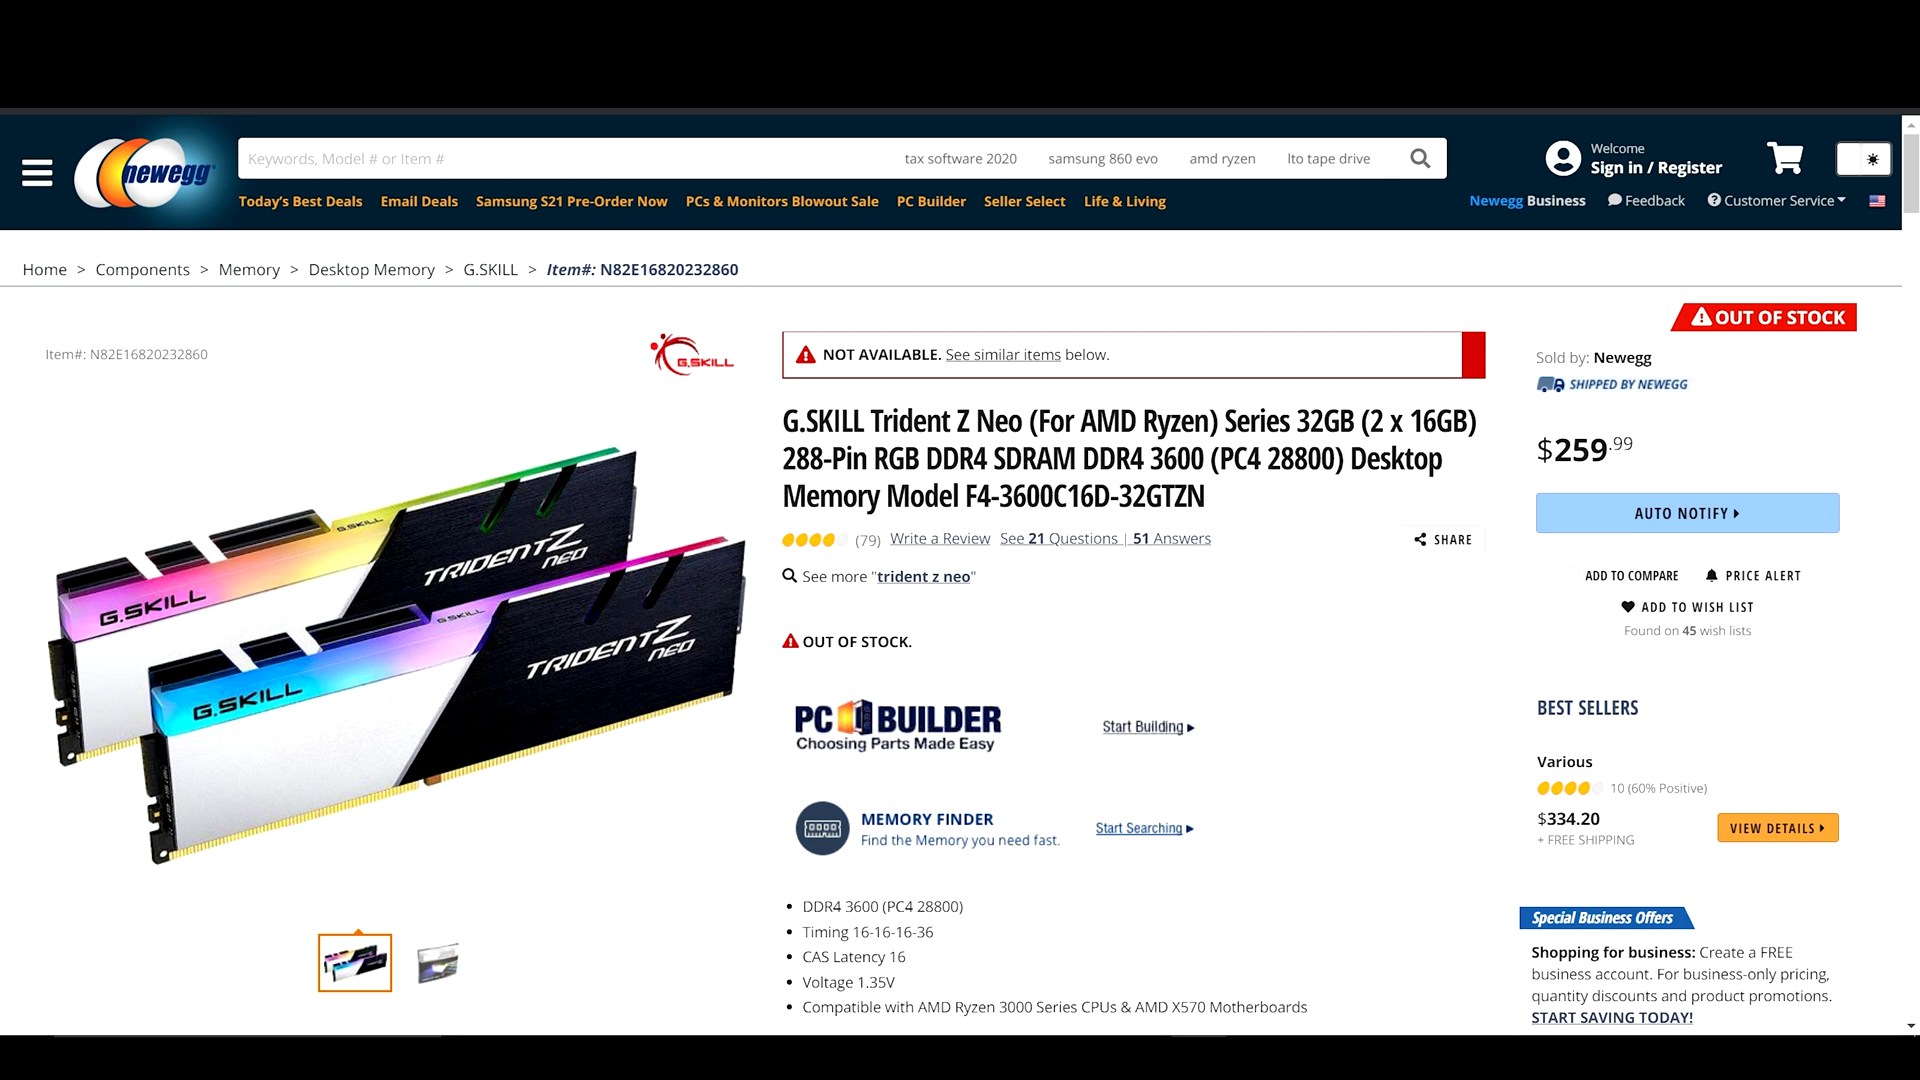 newegg
Keywords, Model # or Item #
tax software 2020
samsung 860 evo
amd ryzen
lto tape drive
Welcome
Sign in / Register
Today's Best Deals
Email Deals
Samsung S21 Pre-Order Now
PCs & Monitors Blowout Sale
PC Builder
Seller Select
Life & Living
Newegg Business
Feedback
Customer Service
Home > Components > Memory > Desktop Memory > G.SKILL > Item#: N82E16820232860
OUT OF STOCK
Item#: N82E16820232860
G.SKILL
NOT AVAILABLE. See similar items below.
Sold by: Newegg
SHIPPED BY NEWEGG
G.SKILL Trident Z Neo (For AMD Ryzen) Series 32GB (2 x 16GB)
288-Pin RGB DDR4 SDRAM DDR4 3600 (PC4 28800) Desktop
Memory Model F4-3600C16D-32GTZN
$259.99
AUTO NOTIFY
(79) Write a Review See 21 Questions | 51 Answers
SHARE
See more "trident z neo"
ADD TO COMPARE
PRICE ALERT
ADD TO WISH LIST
Found on 45 wish lists
G.SKILL
TRIDENT Z
NEO
G.SKILL
G.SKILL
TRIDENT Z
NEO
G.SKILL
OUT OF STOCK.
PC BUILDER
Choosing Parts Made Easy
Start Building
BEST SELLERS
Various
10 (60% Positive)
$334.20
+ FREE SHIPPING
VIEW DETAILS
MEMORY FINDER
Find the Memory you need fast.
Start Searching
DDR4 3600 (PC4 28800)
Timing 16-16-16-36
CAS Latency 16
Voltage 1.35V
Compatible with AMD Ryzen 3000 Series CPUs & AMD X570 Motherboards
Special Business Offers
Shopping for business: Create a FREE
business account. For business-only pricing,
quantity discounts and product promotions.
START SAVING TODAY!